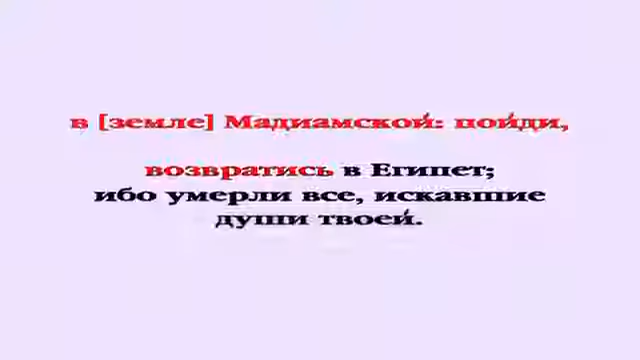 в [земле] Мадиамской: пойди,
возвратись в Египет;
ибо умерли все, искавшие
души твоей.